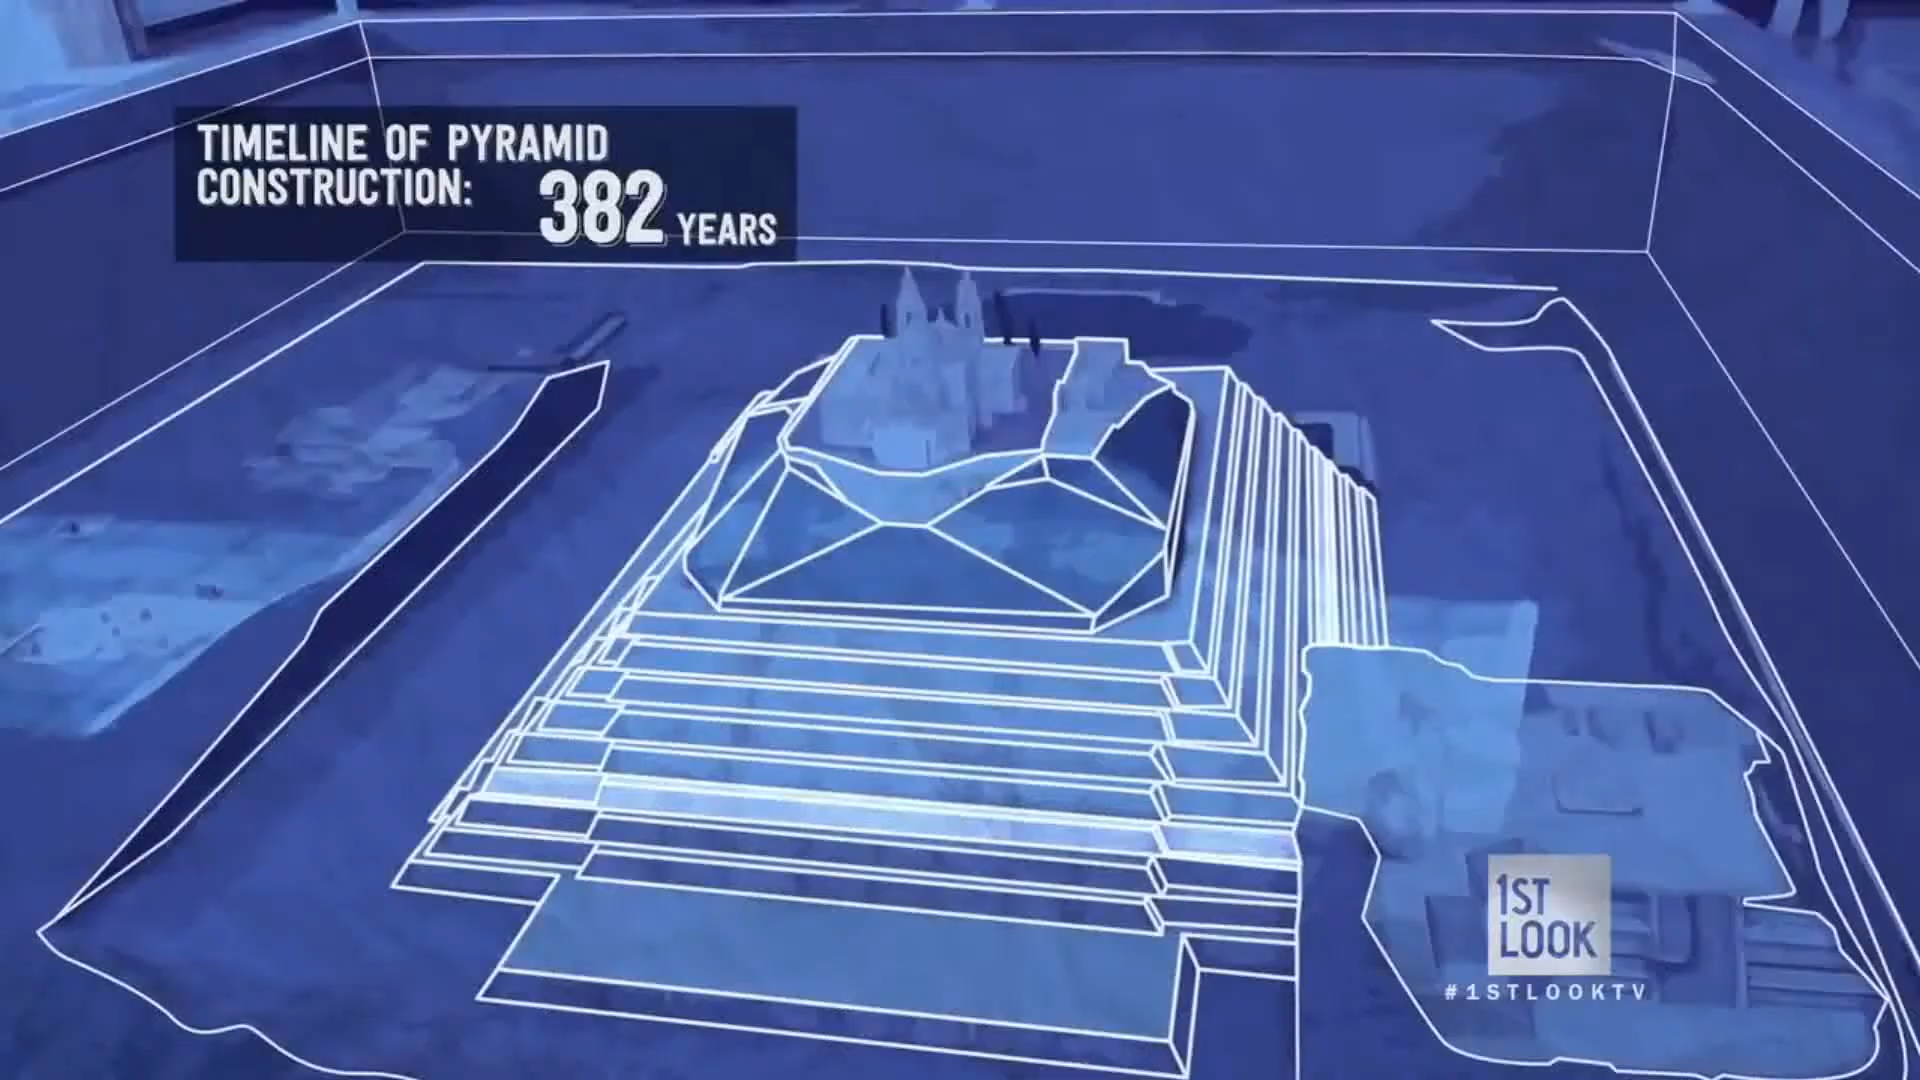 TIMELINE OF PYRAMID
CONSTRUCTION: 382 YEARS
1ST
LOOK
#1STLOOKTV